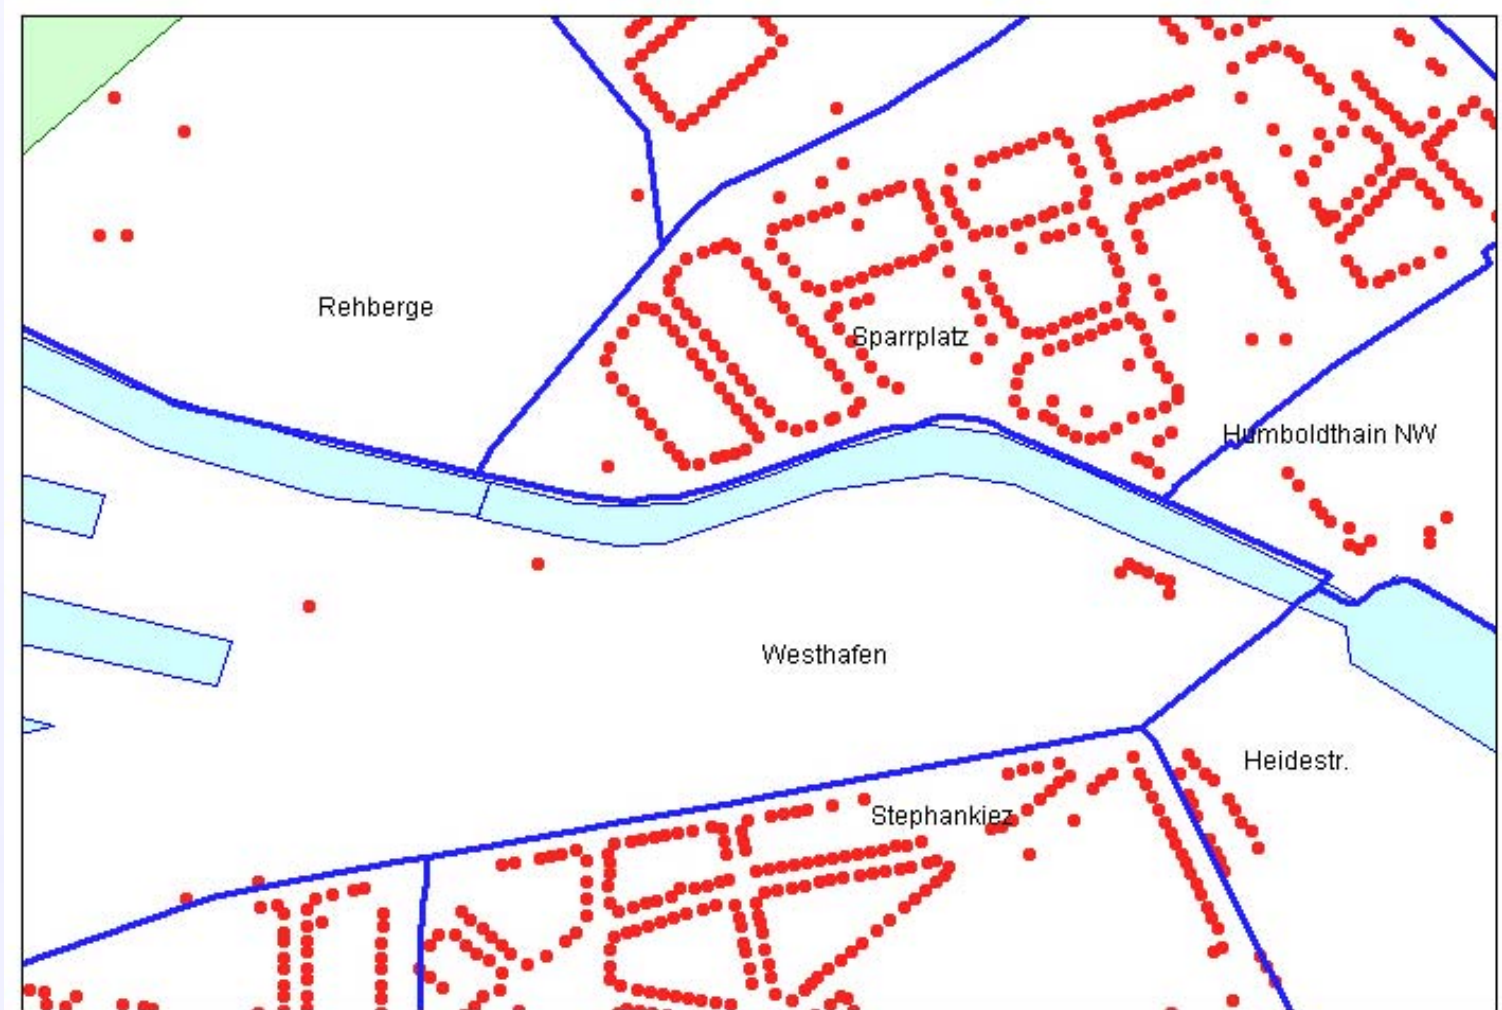 Rehberge
Sparrplatz
Humboldthain NW
Westhafen
Heidestr.
Stephankiez